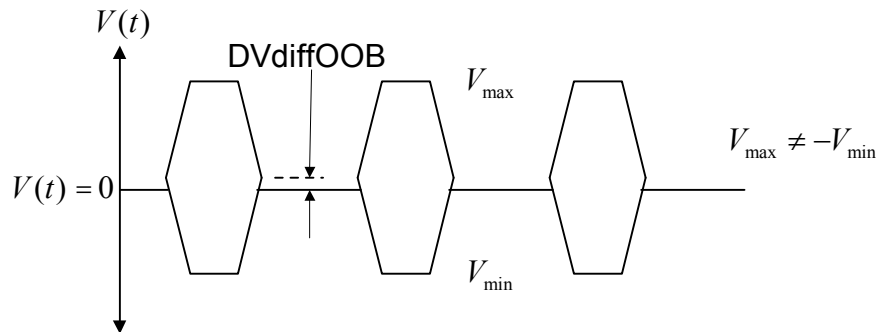 V(t)
DVdiffOOB
V_max
V_max ≠ −V_min
V(t) = 0
V_min